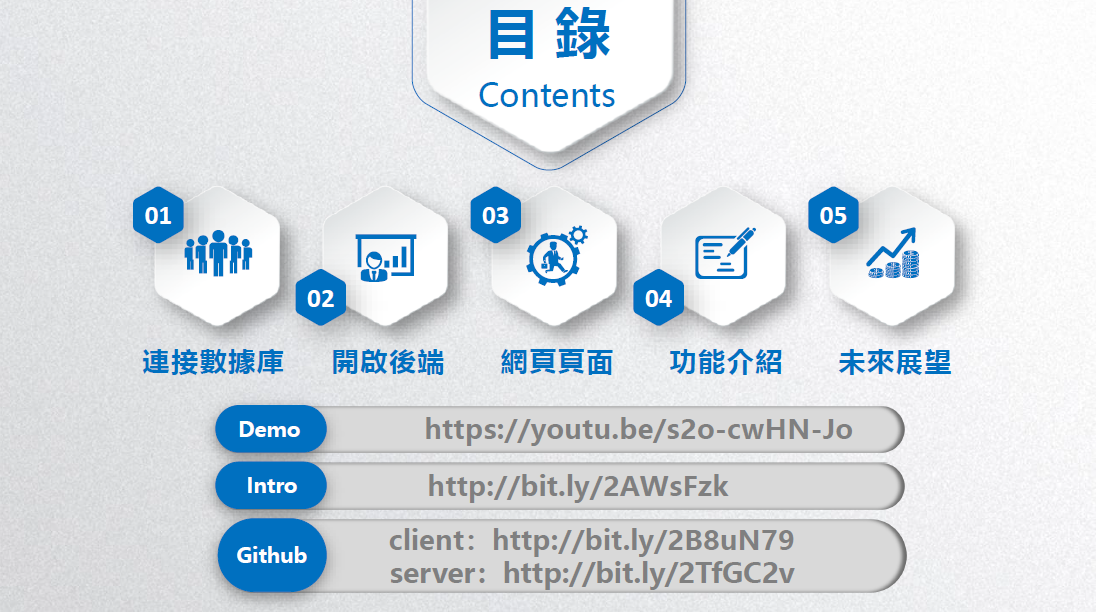 目 錄
Contents
01
02
03
04
05
連接數據庫
開啟後端
網頁頁面
功能介紹
未來展望
Demo
https://youtu.be/s2o-cwHN-Jo
Intro
http://bit.ly/2AWsFzk
Github
client：http://bit.ly/2B8uN79
server：http://bit.ly/2TfGC2v